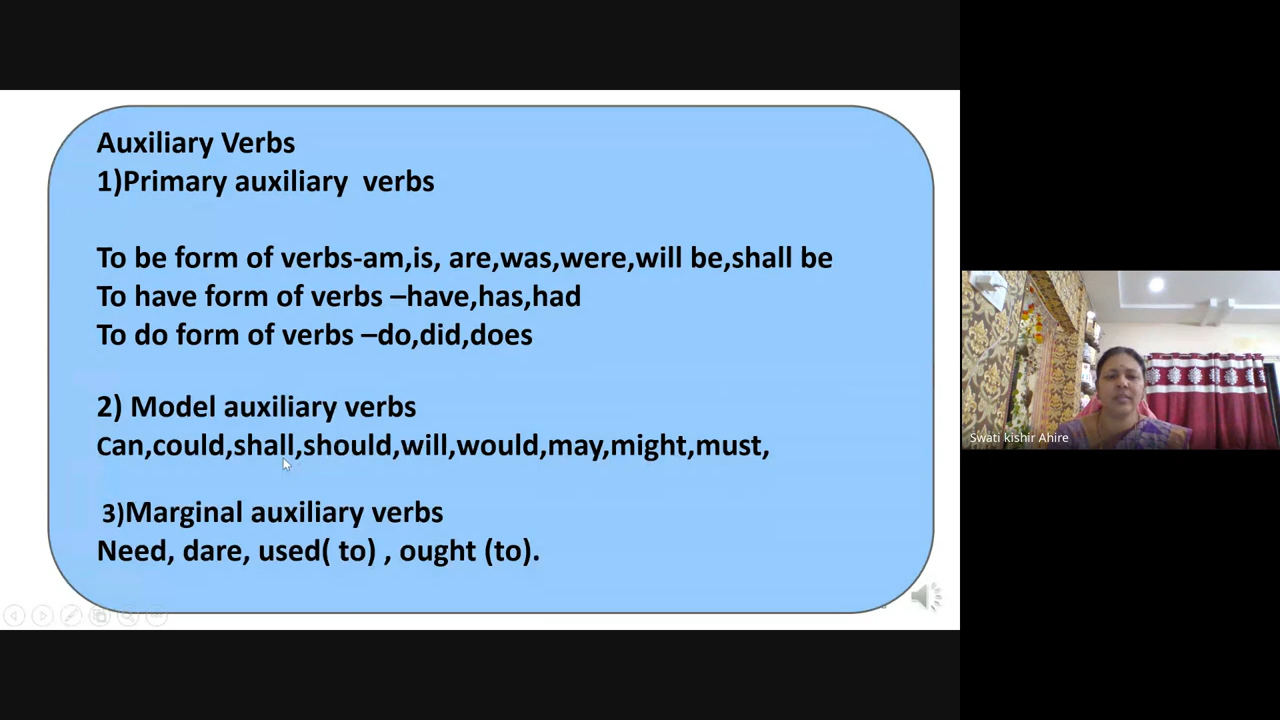 Auxiliary Verbs
1)Primary auxiliary verbs
To be form of verbs-am,is, are,was,were,will be,shall be
To have form of verbs –have,has,had
To do form of verbs –do,did,does
2) Model auxiliary verbs
Can,could,shall,should,will,would,may,might,must,
3)Marginal auxiliary verbs
Need, dare, used( to) , ought (to).
Swati kishir Ahire